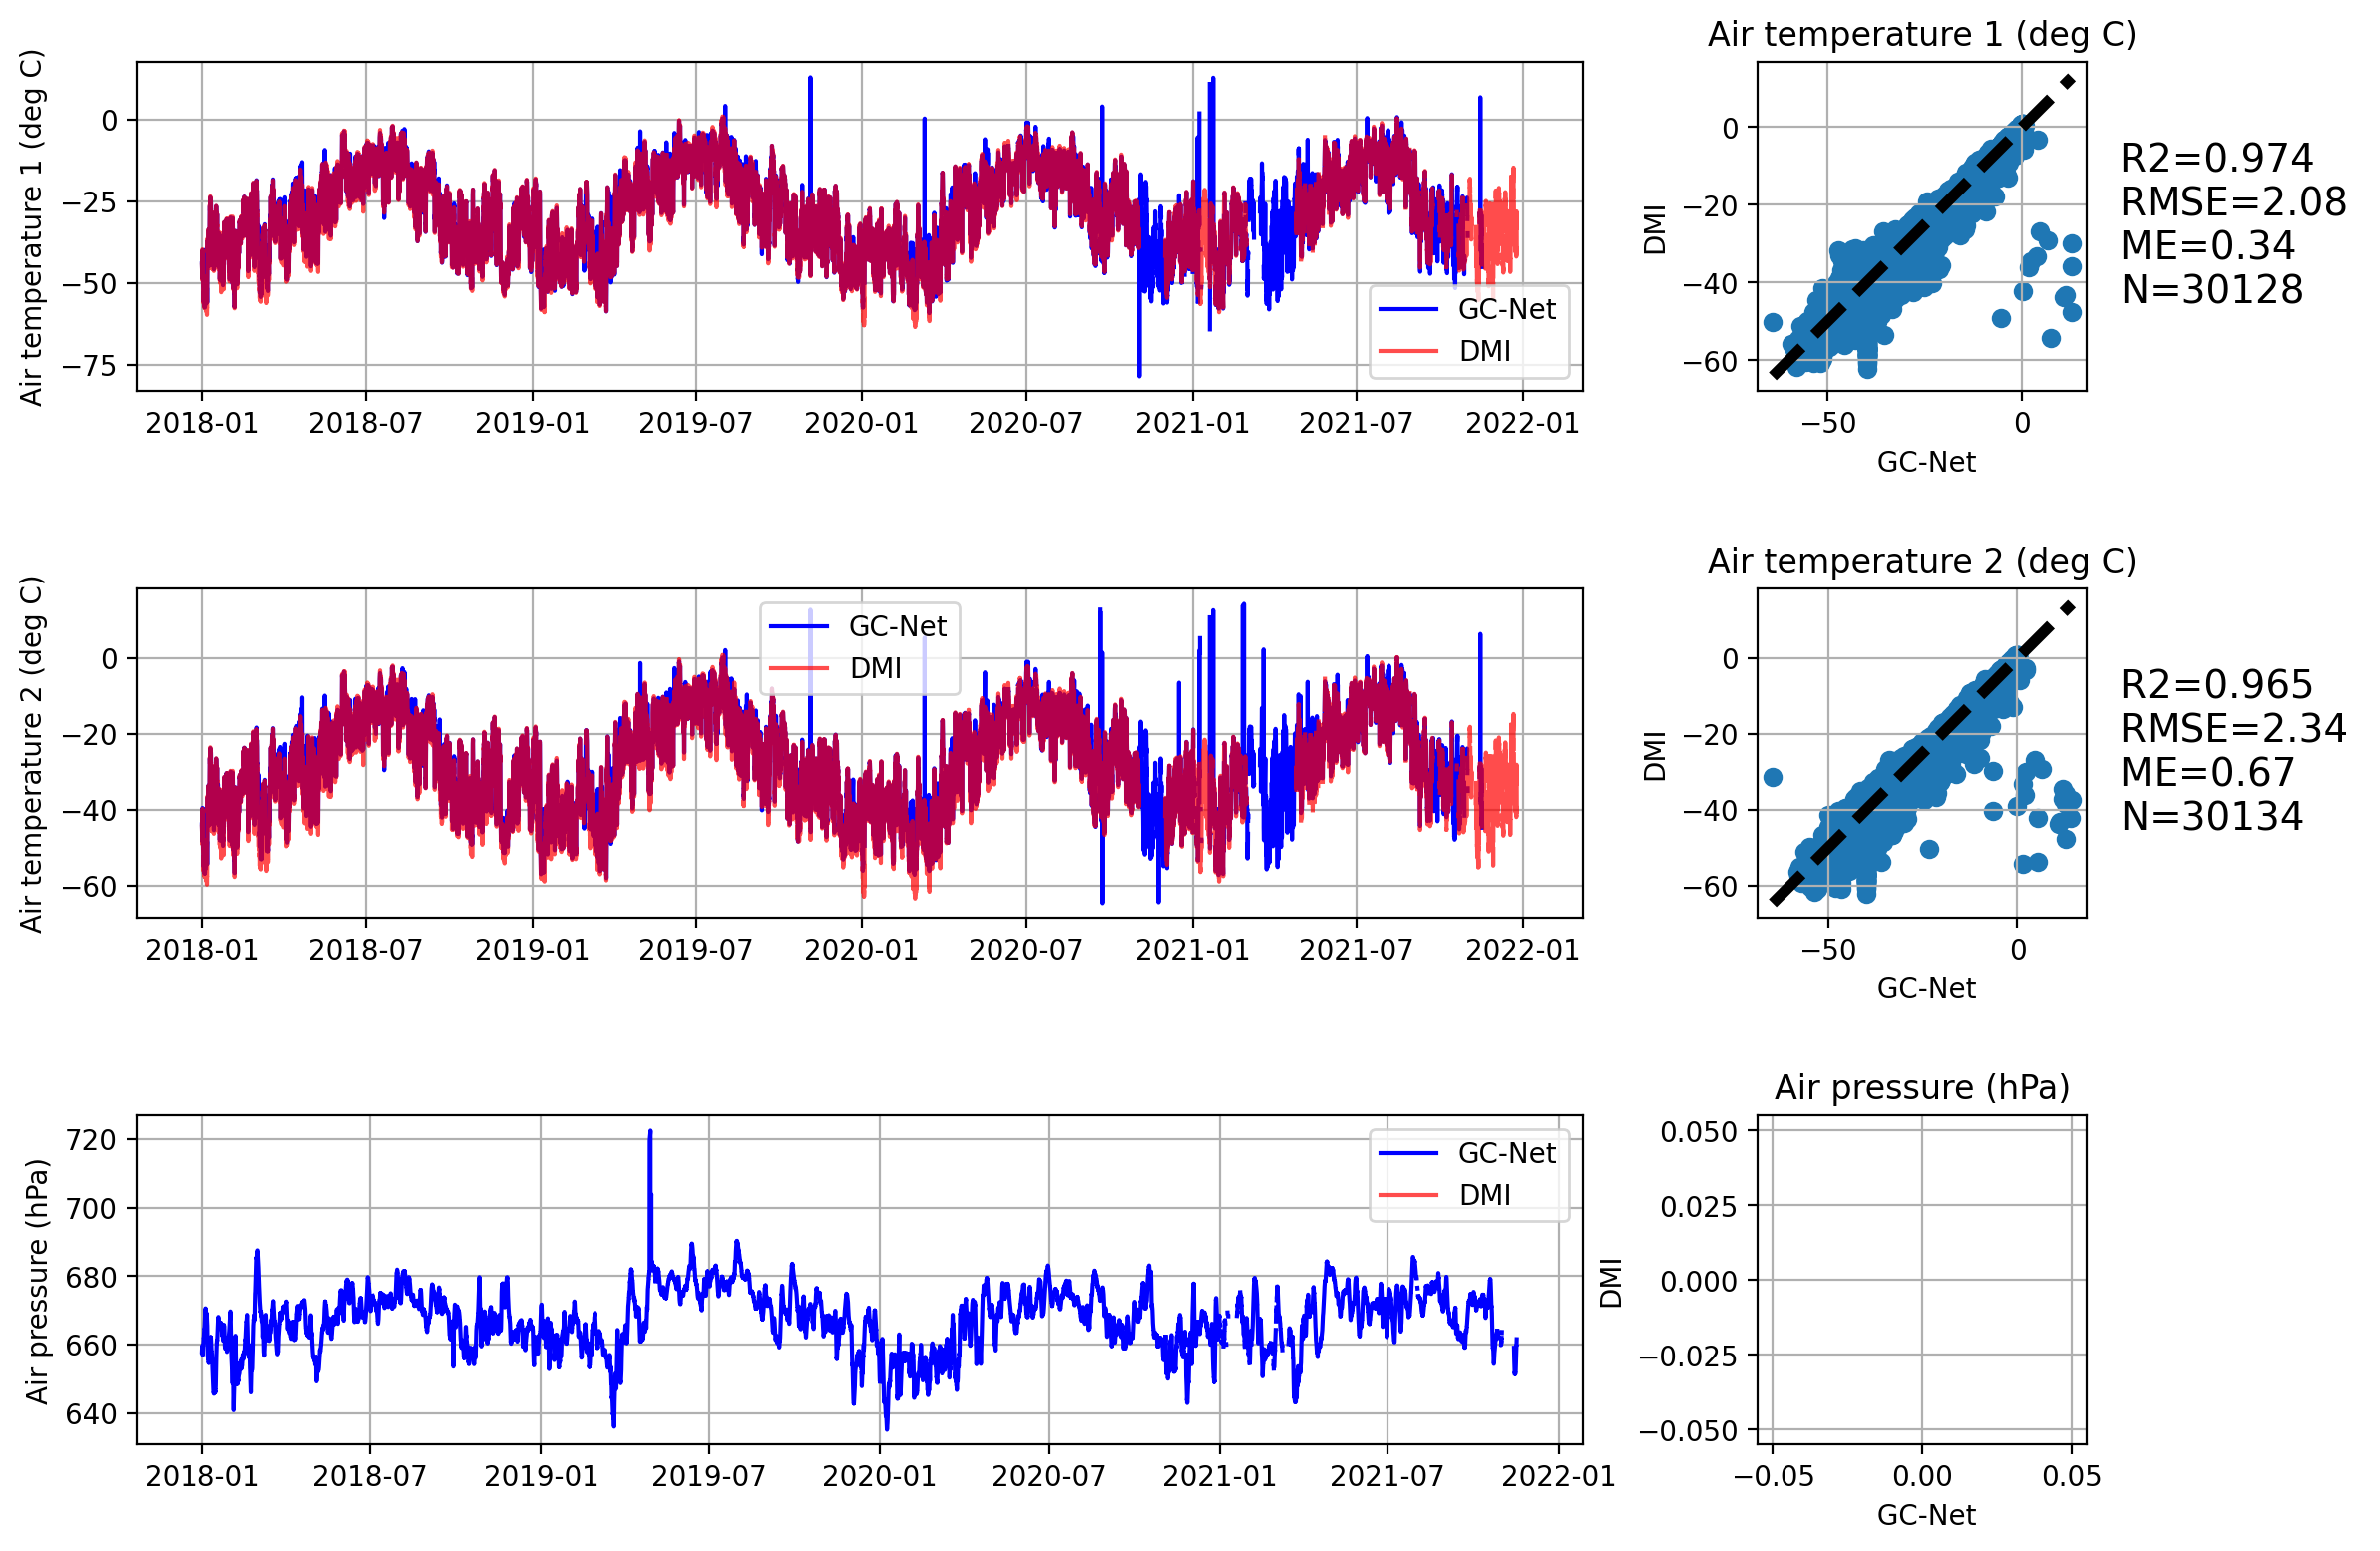 Air temperature 1 (deg C)
0
−25
−50
−75
2018-01 2018-07 2019-01 2019-07 2020-01 2020-07 2021-01 2021-07 2022-01
GC-Net
DMI
Air temperature 1 (deg C)
DMI
0
−20
−40
−60
−50 0
GC-Net
R2=0.974
RMSE=2.08
ME=0.34
N=30128
Air temperature 2 (deg C)
0
−20
−40
−60
2018-01 2018-07 2019-01 2019-07 2020-01 2020-07 2021-01 2021-07 2022-01
GC-Net
DMI
Air temperature 2 (deg C)
DMI
0
−20
−40
−60
−50 0
GC-Net
R2=0.965
RMSE=2.34
ME=0.67
N=30134
Air pressure (hPa)
720
700
680
660
640
2018-01 2018-07 2019-01 2019-07 2020-01 2020-07 2021-01 2021-07 2022-01
GC-Net
DMI
Air pressure (hPa)
DMI
0.050
0.025
0.000
−0.025
−0.050
−0.05 0.00 0.05
GC-Net